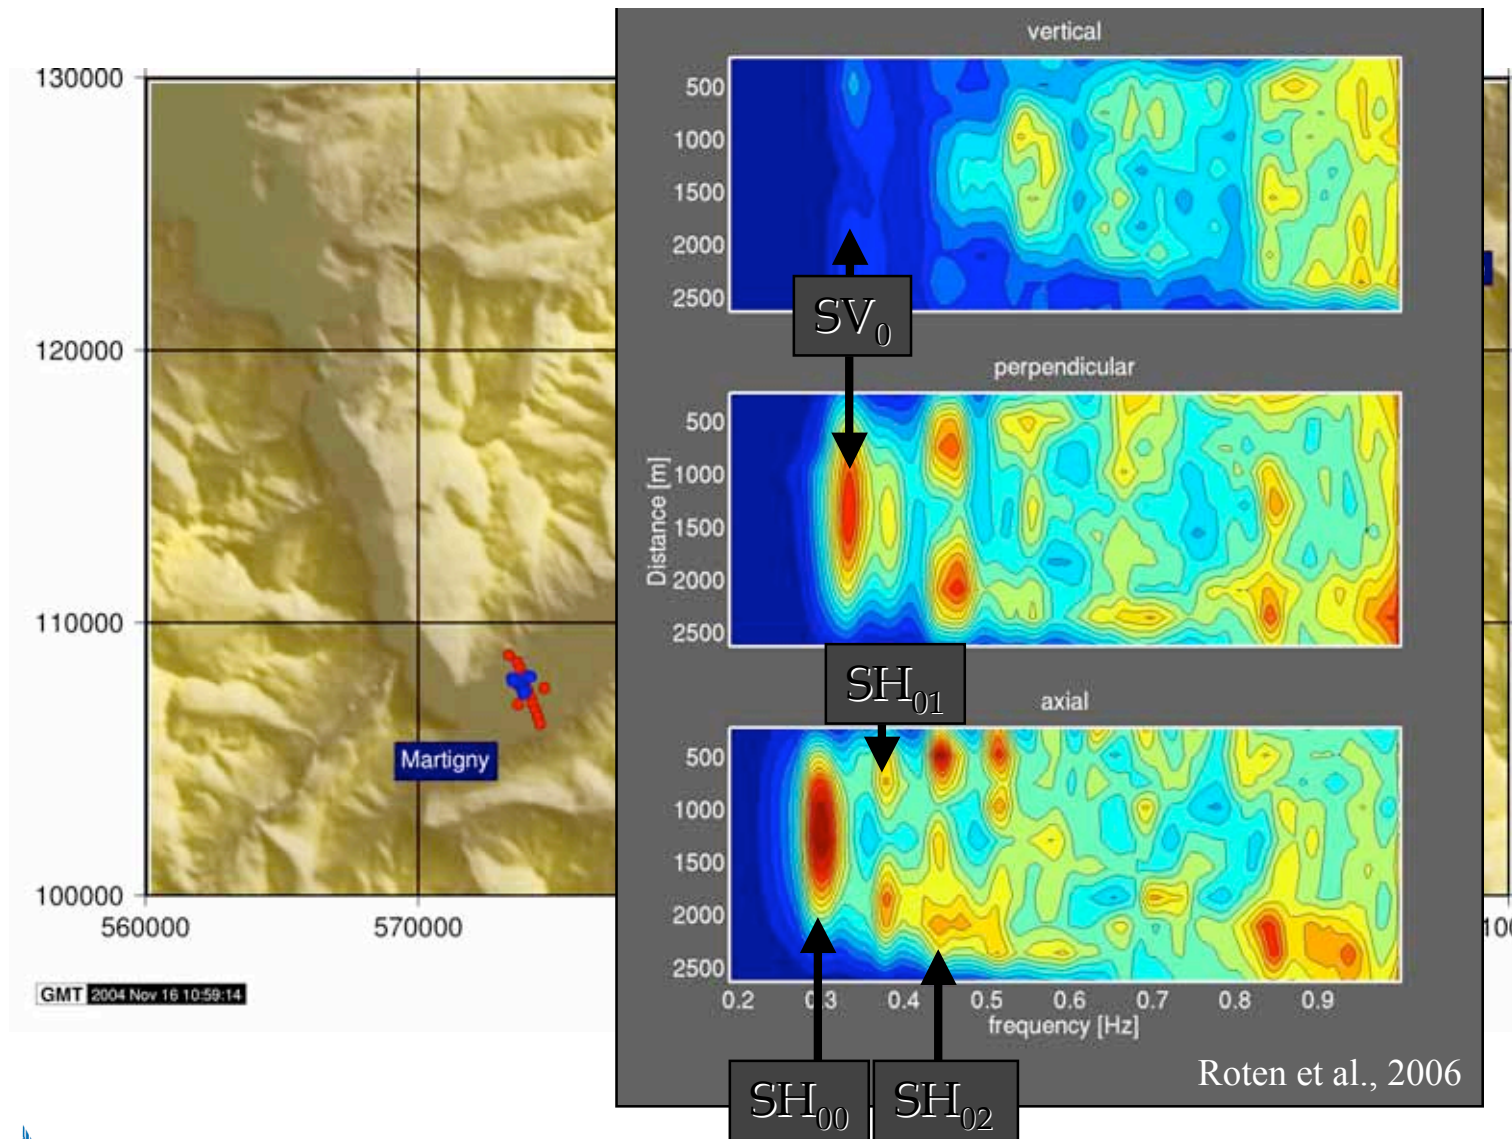 130000
120000
110000
100000
560000
570000
Martigny
GMT 2004 Nov 16 10:59:14
vertical
500
1000
1500
2000
2500
SV0
perpendicular
500
1000
1500
2000
2500
Distance [m]
SH01
axial
500
1000
1500
2000
2500
0.2 0.3 0.4 0.5 0.6 0.7 0.8 0.9
frequency [Hz]
SH00
SH02
Roten et al., 2006